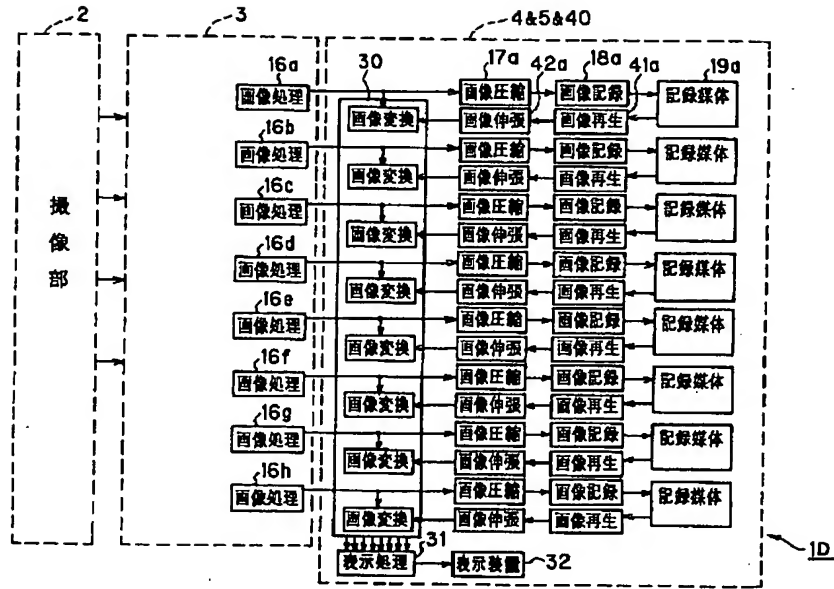 2
3
4&5&40
撮像部
16a
画像処理
16b
画像処理
16c
画像処理
16d
画像処理
16e
画像処理
16f
画像処理
16g
画像処理
16h
画像処理
30
17a
42a
18a
41a
19a
画像圧縮
画像記録
記録媒体
画像変換
画像伸張
画像再生
画像圧縮
画像記録
記録媒体
画像変換
画像伸張
画像再生
画像圧縮
画像記録
記録媒体
画像変換
画像伸張
画像再生
画像圧縮
画像記録
記録媒体
画像変換
画像伸張
画像再生
画像圧縮
画像記録
記録媒体
画像変換
画像伸張
画像再生
画像圧縮
画像記録
記録媒体
画像変換
画像伸張
画像再生
画像圧縮
画像記録
記録媒体
画像変換
画像伸張
画像再生
画像圧縮
画像記録
記録媒体
画像変換
画像伸張
画像再生
31
表示処理
表示装置
32
1D